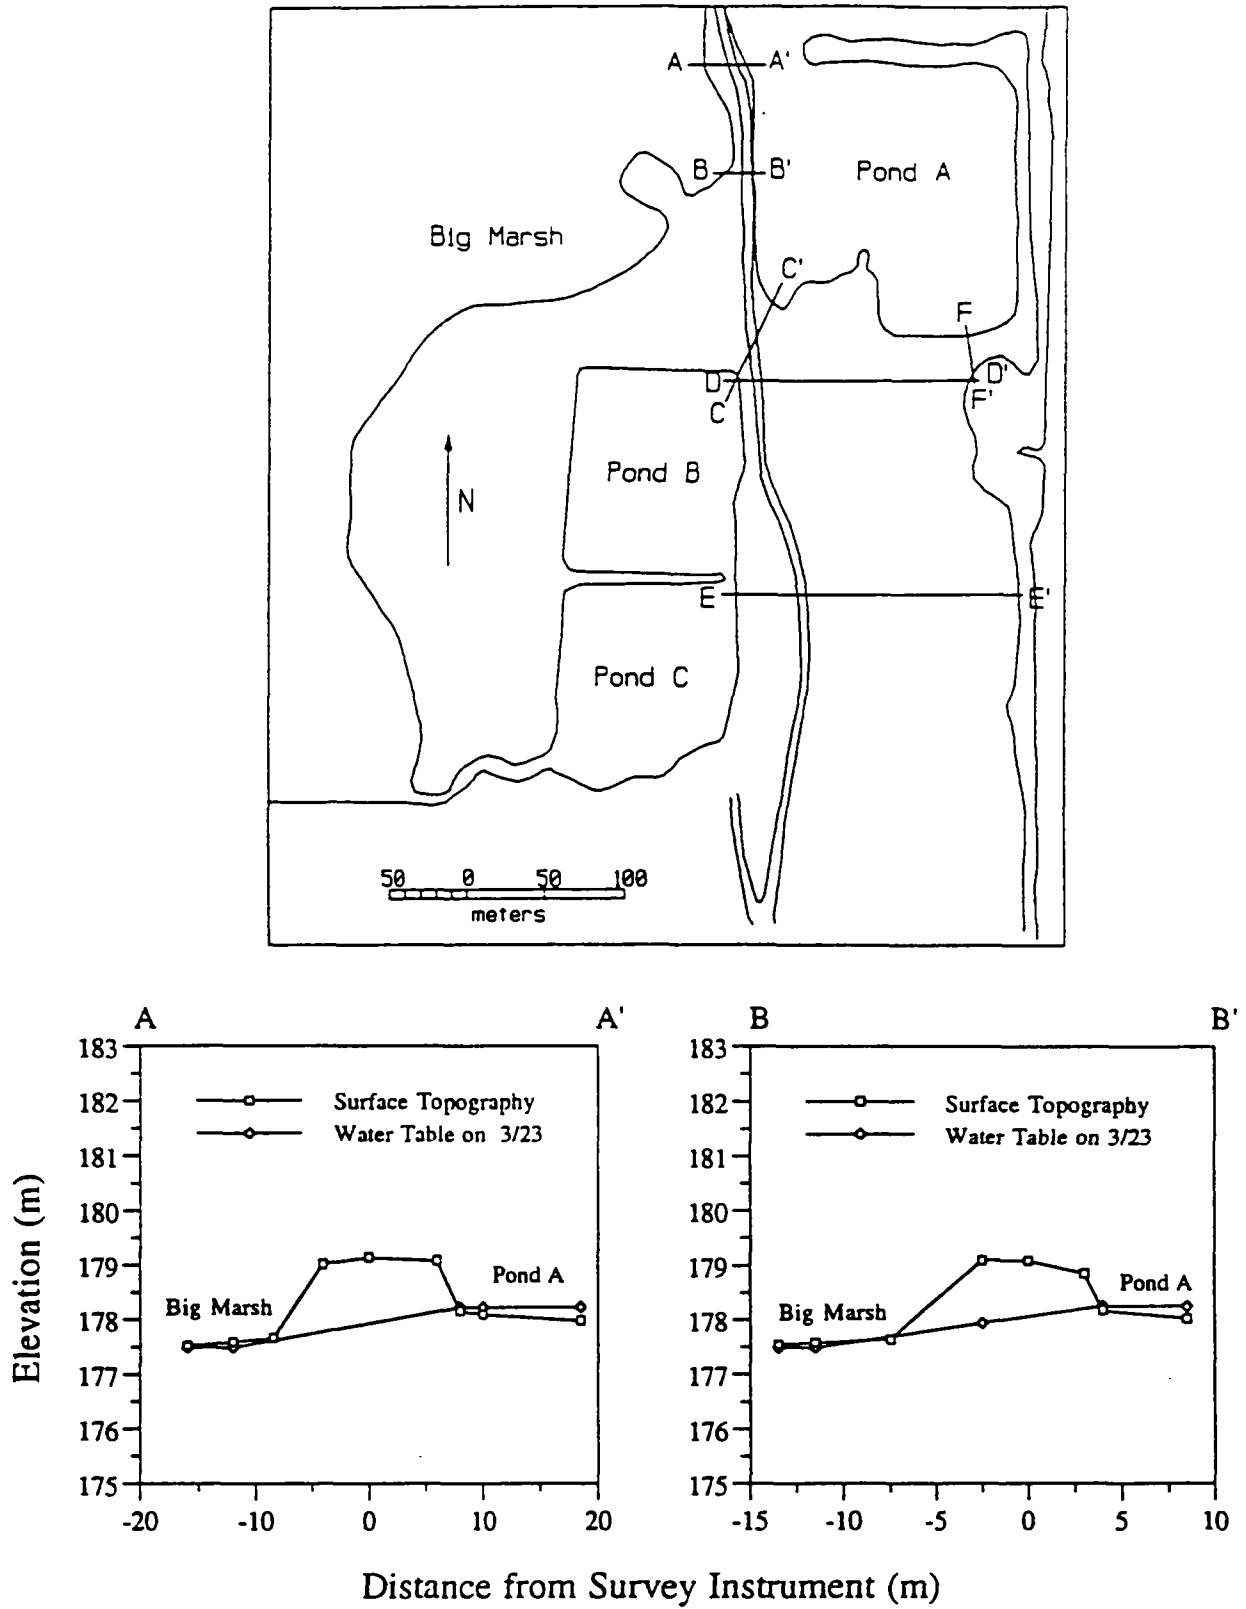 A A'
B B'
Pond A
Big Marsh
C'
F
D D'
C F'
Pond B
N
E E'
Pond C
50 0 50 100
meters
A A'
B B'
183
182
181
180
179
178
177
176
175
Surface Topography
Water Table on 3/23
Pond A
Big Marsh
-20 -10 0 10 20
183
182
181
180
179
178
177
176
175
Surface Topography
Water Table on 3/23
Pond A
Big Marsh
-15 -10 -5 0 5 10
Elevation (m)
Distance from Survey Instrument (m)